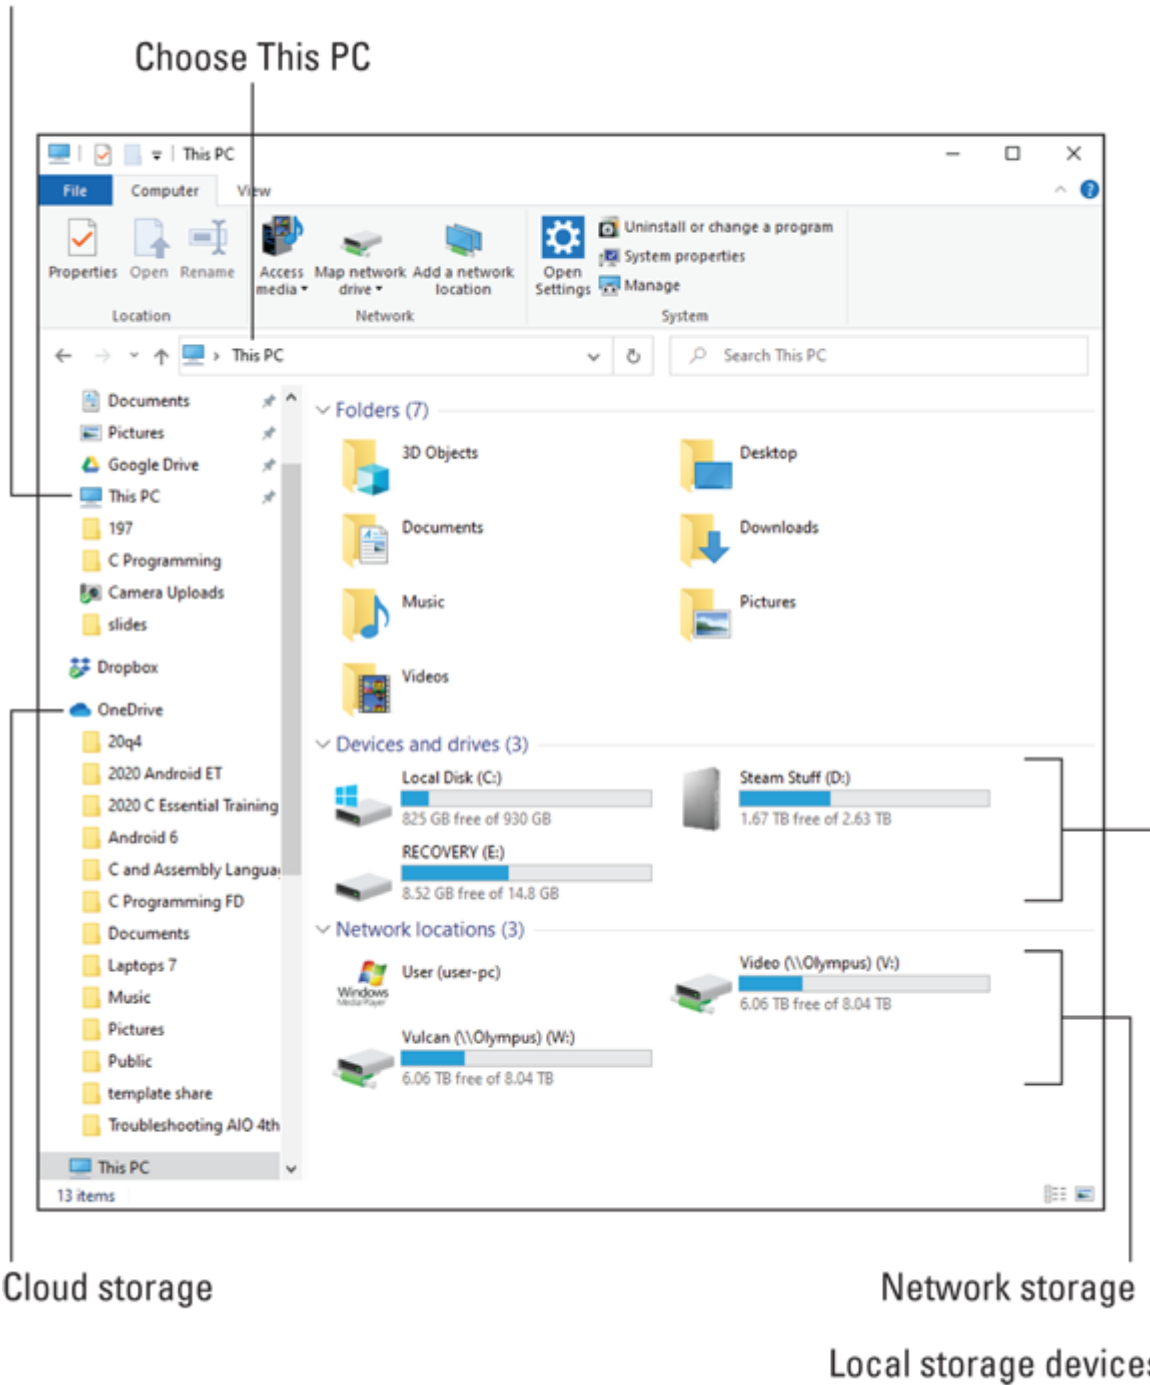 Choose This PC
This PC
File Computer View
Properties Open Rename
Access media
Map network drive
Add a network location
Open Settings
Uninstall or change a program
System properties
Manage
Location
Network
System
This PC
Search This PC
Documents
Pictures
Google Drive
This PC
197
C Programming
Camera Uploads
slides
Dropbox
OneDrive
20q4
2020 Android ET
2020 C Essential Training
Android 6
C and Assembly Langua
C Programming FD
Documents
Laptops 7
Music
Pictures
Public
template share
Troubleshooting AIO 4th
This PC
13 items
Folders (7)
3D Objects
Desktop
Documents
Downloads
Music
Pictures
Videos
Devices and drives (3)
Local Disk (C:)
825 GB free of 930 GB
Steam Stuff (D:)
1.67 TB free of 2.63 TB
RECOVERY (E:)
8.52 GB free of 14.8 GB
Network locations (3)
Windows
Media Player
User (user-pc)
Video (\\Olympus) (V:)
6.06 TB free of 8.04 TB
Vulcan (\\Olympus) (W:)
6.06 TB free of 8.04 TB
Cloud storage
Network storage
Local storage devices